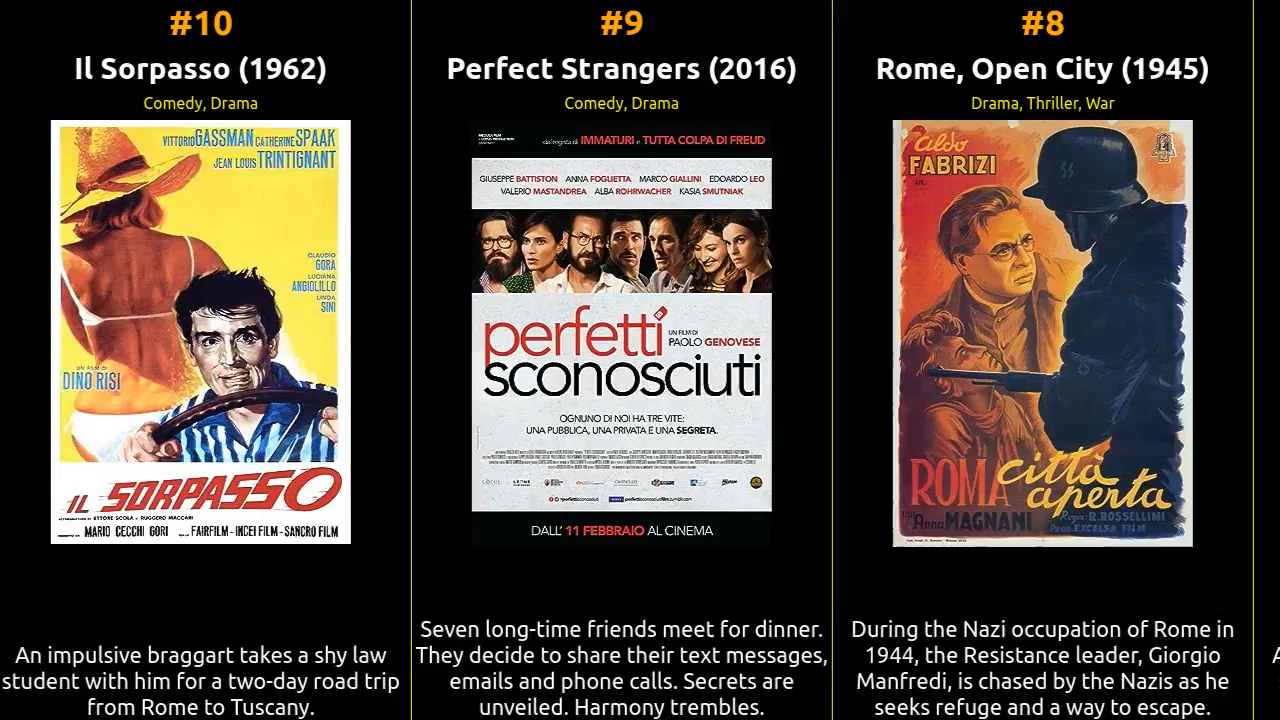 #10
Il Sorpasso (1962)
Comedy, Drama
VITTORIO GASSMAN CATHERINE SPAAK
JEAN LOUIS TRINTIGNANT
CLAUDIO
GORA
LUCIANA
ANGIOLILLO
LINDA
SINI
UN FILM DI
DINO RISI
IL SORPASSO
ETTORE SCOLA e RUGGERO MACCARI
MARIO CECCHI GORI FAIRFILM - INCEI FILM - SANCRO FILM
An impulsive braggart takes a shy law
student with him for a two-day road trip
from Rome to Tuscany.
#9
Perfect Strangers (2016)
Comedy, Drama
dal regista di IMMATURI e TUTTA COLPA DI FREUD
GIUSEPPE BATTISTON ANNA FOGLIETTA MARCO GIALLINI EDOARDO LEO
VALERIO MASTANDREA ALBA ROHRWACHER KASIA SMUTNIAK
perfetti
UN FILM DI
PAOLO GENOVESE
sconosciuti
OGNUNO DI NOI HA TRE VITE:
UNA PUBBLICA, UNA PRIVATA E UNA SEGRETA.
DALL' 11 FEBBRAIO AL CINEMA
Seven long-time friends meet for dinner.
They decide to share their text messages,
emails and phone calls. Secrets are
unveiled. Harmony trembles.
#8
Rome, Open City (1945)
Drama, Thriller, War
Aldo
FABRIZI
ROMA città
aperta
Anna MAGNANI
Regia: R. ROSSELLINI
Prod. EXCELSA FILM
During the Nazi occupation of Rome in
1944, the Resistance leader, Giorgio
Manfredi, is chased by the Nazis as he
seeks refuge and a way to escape.